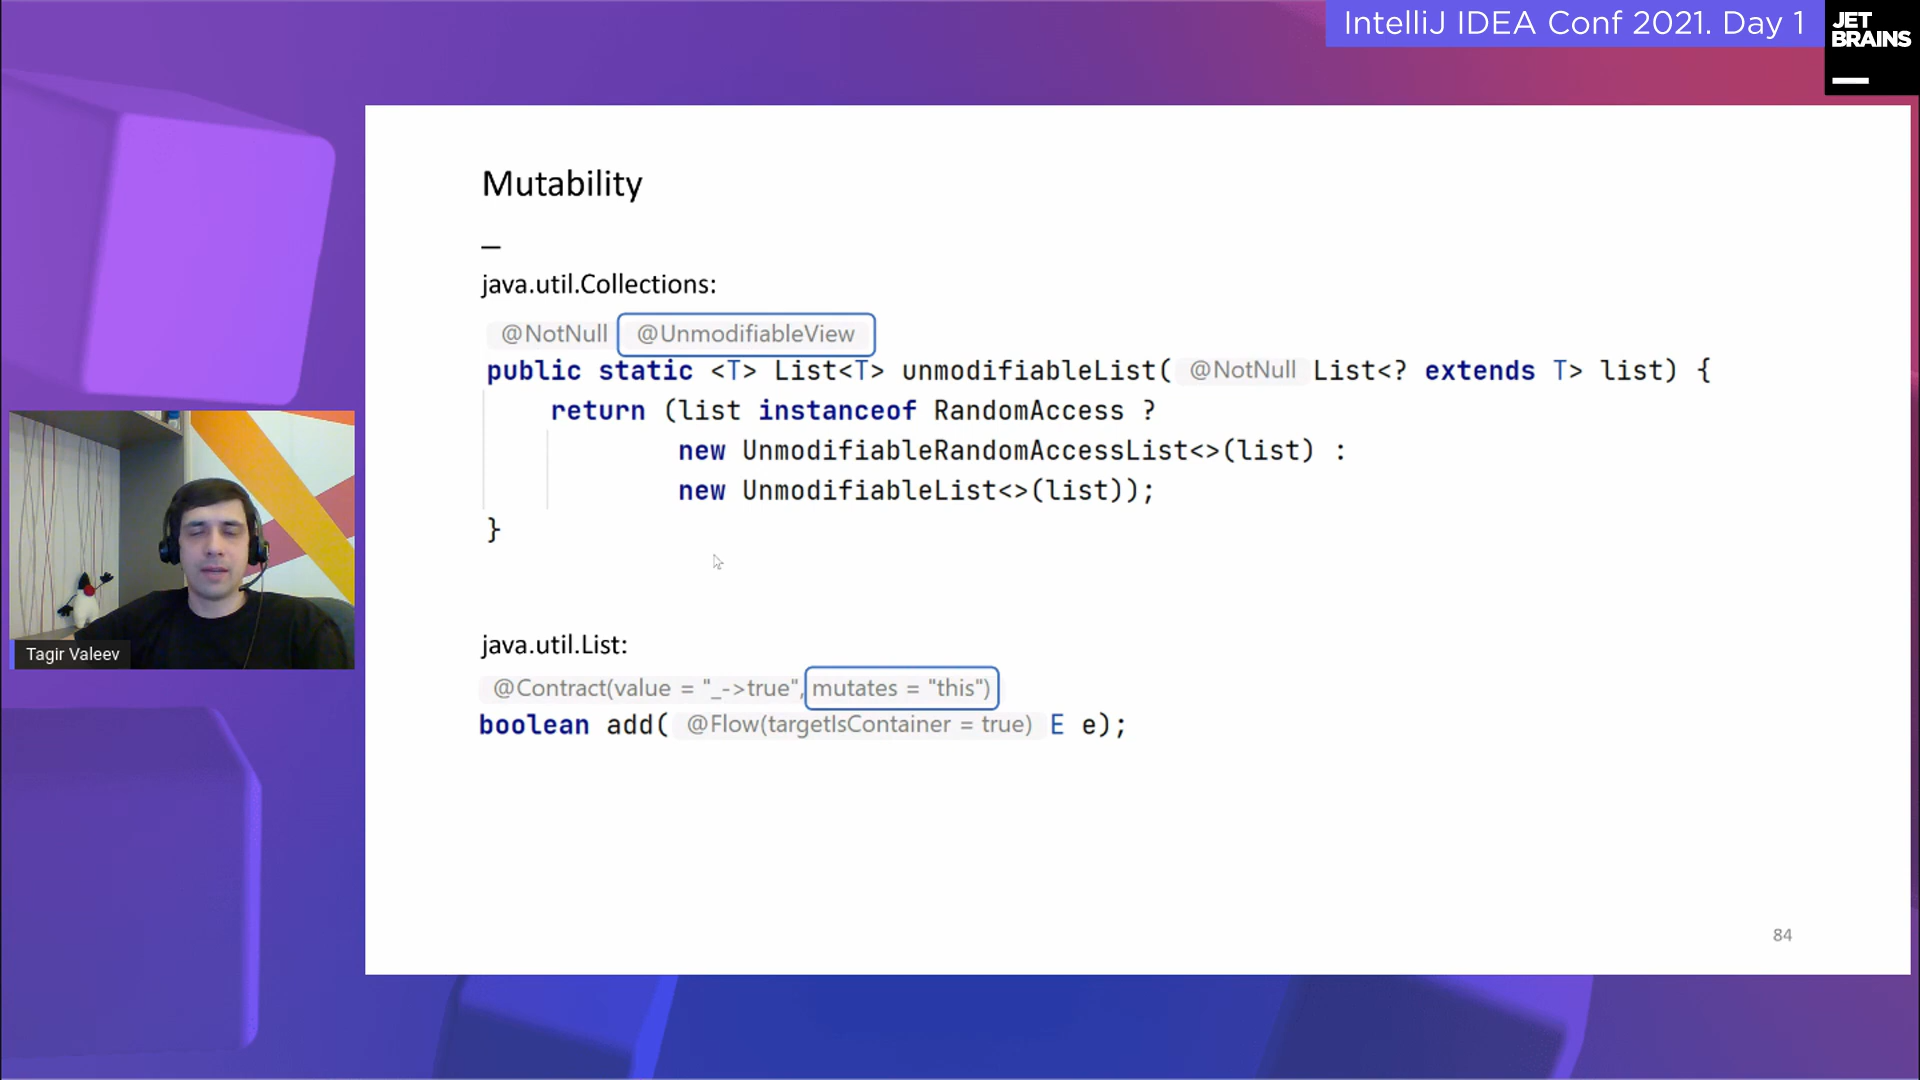 IntelliJ IDEA Conf 2021. Day 1
JET
BRAINS
Mutability
java.util.Collections:
@NotNull @UnmodifiableView
public static <T> List<T> unmodifiableList( @NotNull List<? extends T> list) {
return (list instanceof RandomAccess ?
new UnmodifiableRandomAccessList<>(list) :
new UnmodifiableList<>(list));
}
java.util.List:
@Contract(value = "_->true", mutates = "this")
boolean add( @Flow(targetIsContainer = true) E e);
Tagir Valeev
84